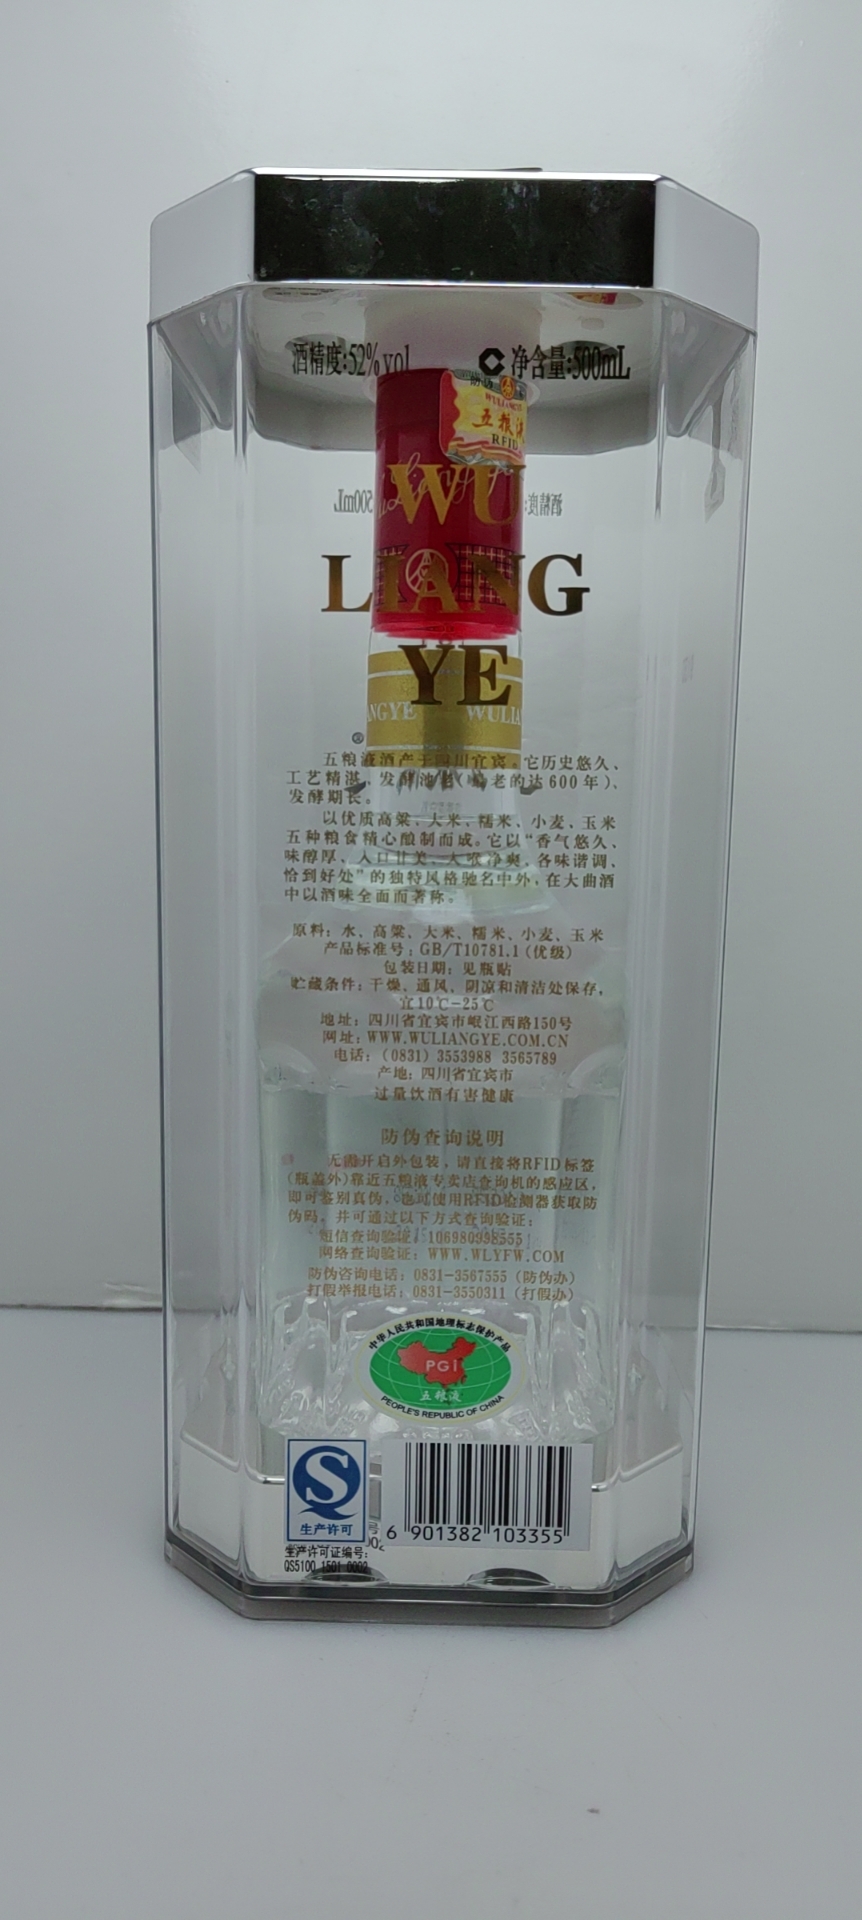 酒精度:52%vol 净含量:500mL
防伪
WULIANGYE
五粮液
RFID
WU
LIANG
YE
ANGYE WULIA
五粮液酒产于四川宜宾。它历史悠久、
工艺精湛、发酵池老(最老的达600年)、
发酵期长。
以优质高粱、大米、糯米、小麦、玉米
五种粮食精心酿制而成。它以“香气悠久、
味醇厚、入口甘美、入喉净爽、各味谐调、
恰到好处”的独特风格驰名中外,在大曲酒
中以酒味全面而著称。
原料:水、高粱、大米、糯米、小麦、玉米
产品标准号:GB/T10781.1(优级)
包装日期:见瓶贴
贮藏条件:干燥、通风、阴凉和清洁处保存,
宜10℃-25℃
地址:四川省宜宾市岷江西路150号
网址:WWW.WULIANGYE.COM.CN
电话:(0831) 3553988 3565789
产地:四川省宜宾市
过量饮酒有害健康
防伪查询说明
无需开启外包装,请直接将RFID标签
(瓶盖外)靠近五粮液专卖店查询机的感应区,
即可鉴别真伪,也可使用RFID检测器获取防
伪码,并可通过以下方式查询验证:
短信查询验证:106980998555
网络查询验证:WWW.WLYFW.COM
防伪咨询电话:0831-3567555 (防伪办)
打假举报电话:0831-3550311 (打假办)
中华人民共和国地理标志保护产品
PGI
五粮液
PEOPLE'S REPUBLIC OF CHINA
生产许可
生产许可证编号:
QS5100 1501 0002
6 901382 103355